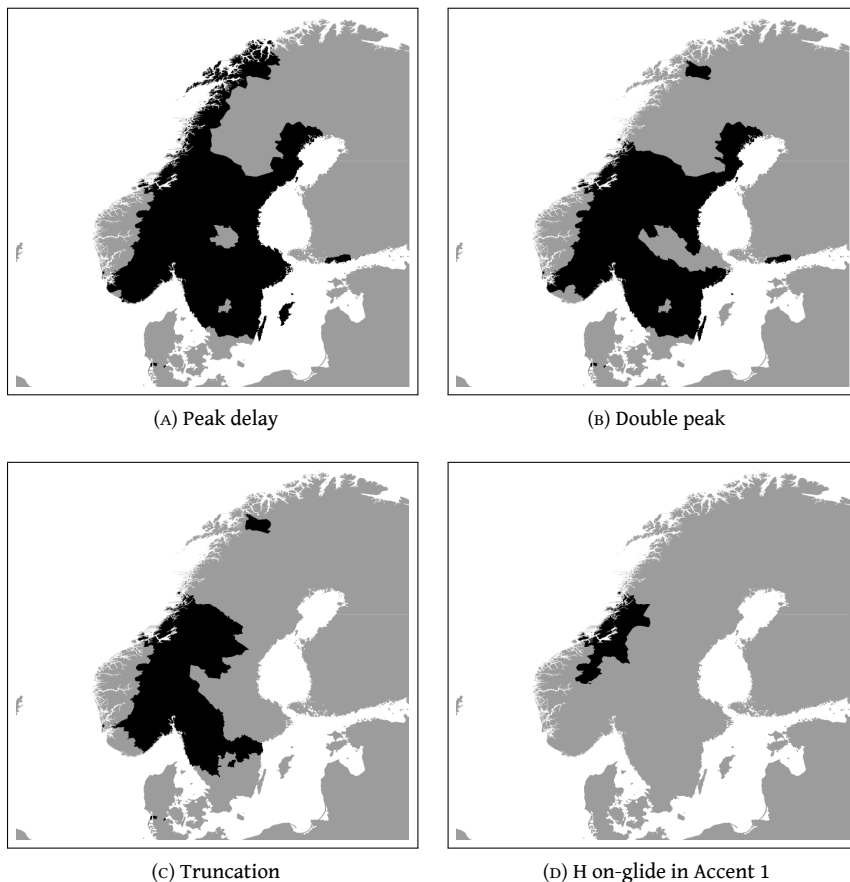 (A) Peak delay
(B) Double peak
(C) Truncation
(D) H on-glide in Accent 1